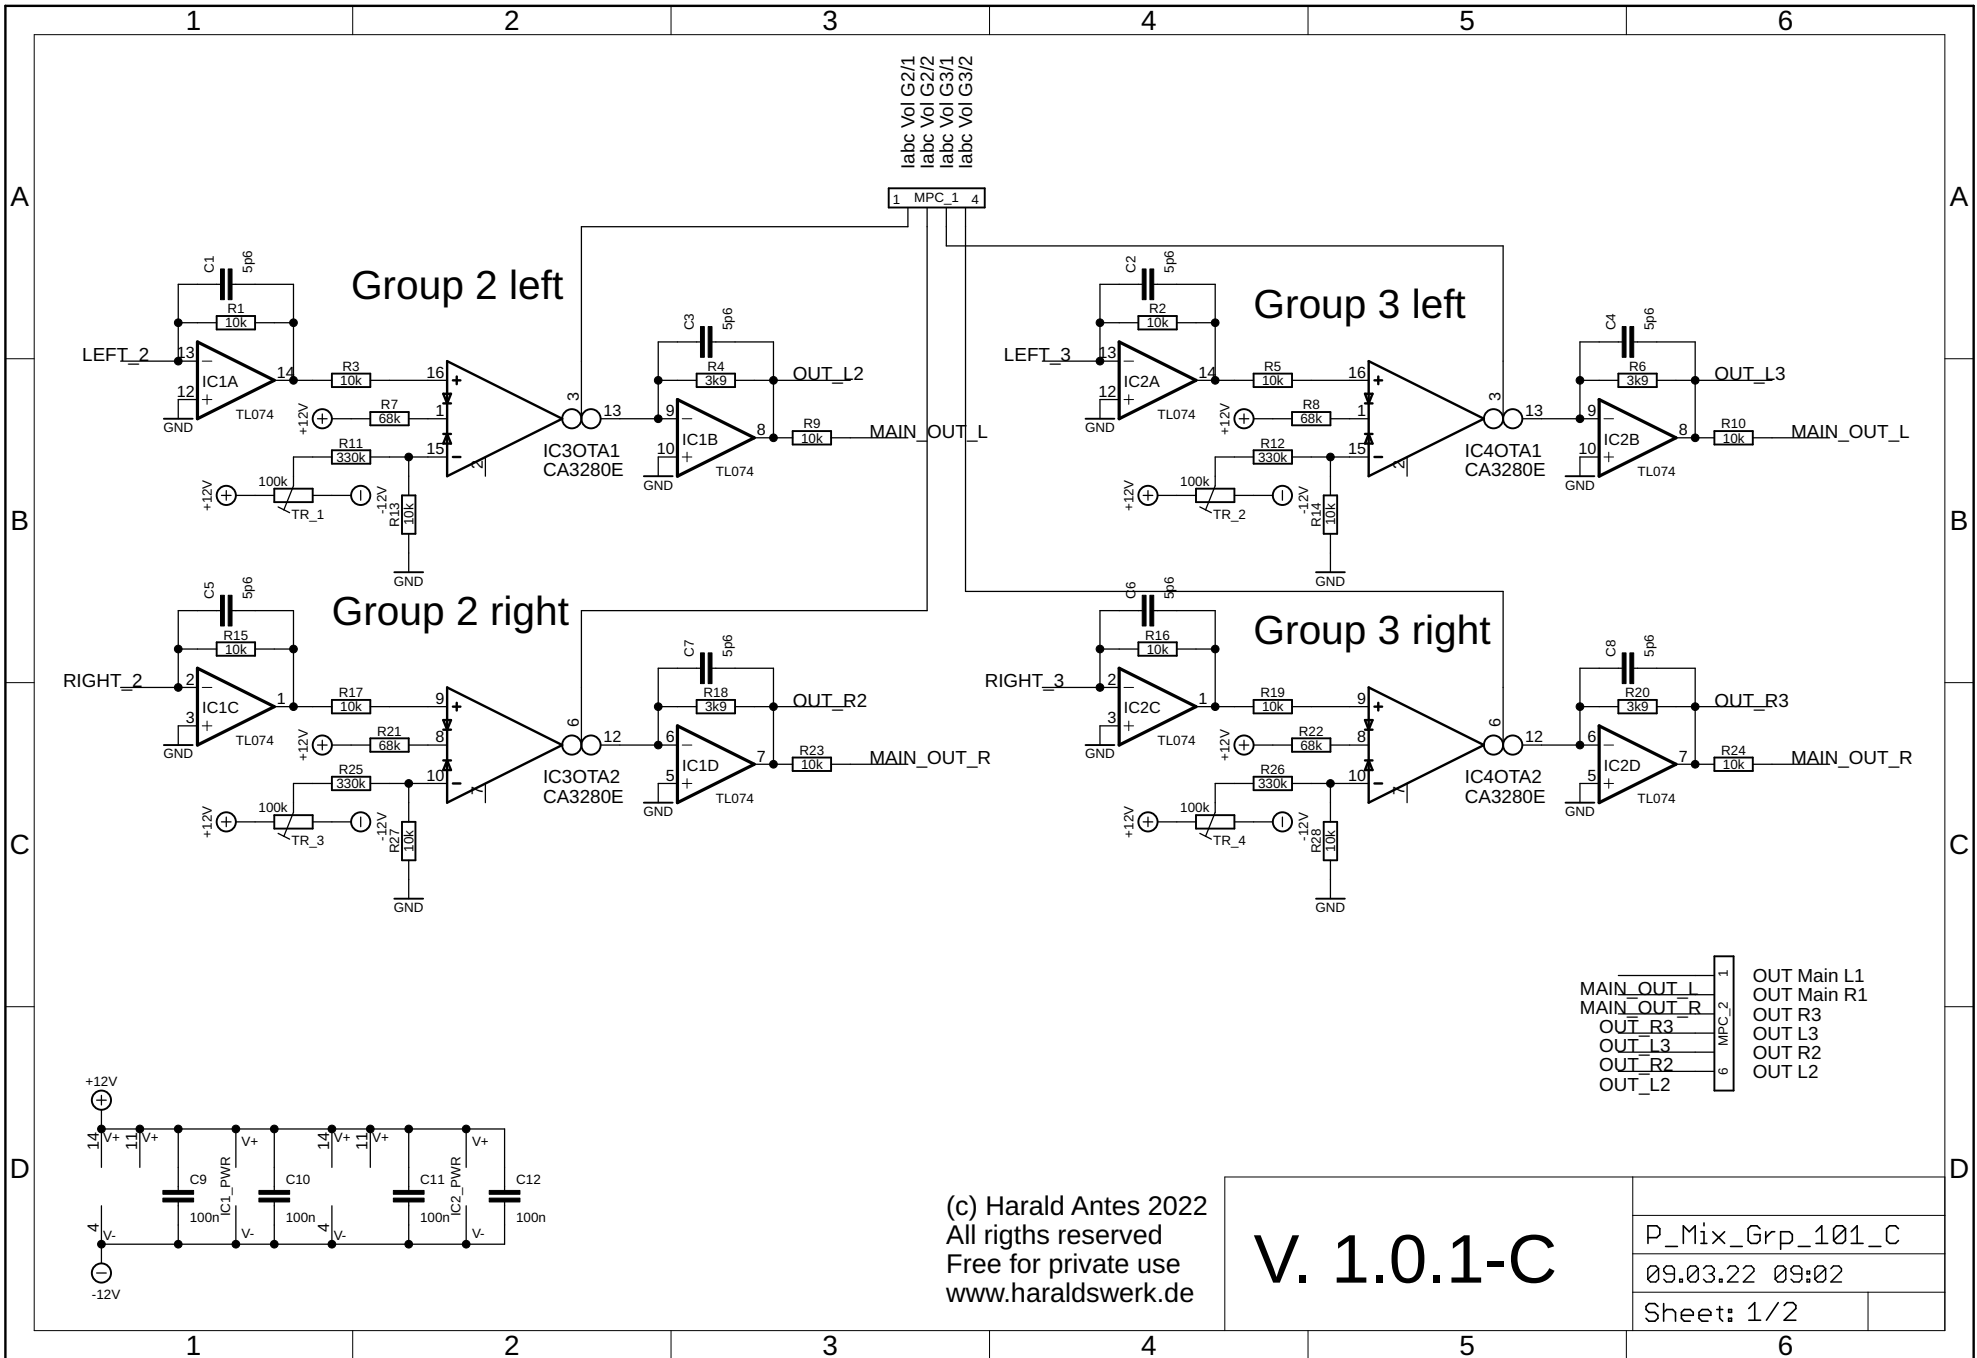 1 2 3 4 5 6
A A
B B
C C
D D
Iabc Vol G2/1
Iabc Vol G2/2
Iabc Vol G3/1
Iabc Vol G3/2
1 MPC_1 4
Group 2 left
C1 5p6
R1
10k
LEFT_2
13
12
14
IC1A
TL074
GND
R3
10k
16
+12V
R7
68k
1
R11
330k
15
100k
+12V
TR_1
-12V
R13
10k
GND
2
3
13
IC3OTA1
CA3280E
C3 5p6
R4
3k9
OUT_L2
9
10
8
IC1B
TL074
GND
R9
10k
MAIN_OUT_L
Group 3 left
C2 5p6
R2
10k
LEFT_3
13
12
14
IC2A
TL074
GND
R5
10k
16
+12V
R8
68k
1
R12
330k
15
100k
+12V
TR_2
-12V
R14
10k
GND
2
3
13
IC4OTA1
CA3280E
C4 5p6
R6
3k9
OUT_L3
9
10
8
IC2B
TL074
GND
R10
10k
MAIN_OUT_L
Group 2 right
C5 5p6
R15
10k
RIGHT_2
2
3
1
IC1C
TL074
GND
R17
10k
9
+12V
R21
68k
8
R25
330k
10
100k
+12V
TR_3
-12V
R27
10k
GND
7
6
12
IC3OTA2
CA3280E
C7 5p6
R18
3k9
OUT_R2
6
5
7
IC1D
TL074
GND
R23
10k
MAIN_OUT_R
Group 3 right
C6 5p6
R16
10k
RIGHT_3
2
3
1
IC2C
TL074
GND
R19
10k
9
+12V
R22
68k
8
R26
330k
10
100k
+12V
TR_4
-12V
R28
10k
GND
7
6
12
IC4OTA2
CA3280E
C8 5p6
R20
3k9
OUT_R3
6
5
7
IC2D
TL074
GND
R24
10k
MAIN_OUT_R
1 MPC_2 6
MAIN_OUT_L OUT Main L1
MAIN_OUT_R OUT Main R1
OUT_R3 OUT R3
OUT_L3 OUT L3
OUT_R2 OUT R2
OUT_L2 OUT L2
+12V
14 V+ 11 V+ V+ 14 V+ 11 V+ V+
C9 IC1_PWR C10 C11 IC2_PWR C12
100n 100n 100n 100n
4 V- V- 4 V- V-
-12V
(c) Harald Antes 2022
All rigths reserved
Free for private use
www.haraldswerk.de
V. 1.0.1-C
P_Mix_Grp_101_C
09.03.22 09:02
Sheet: 1/2
1 2 3 4 5 6